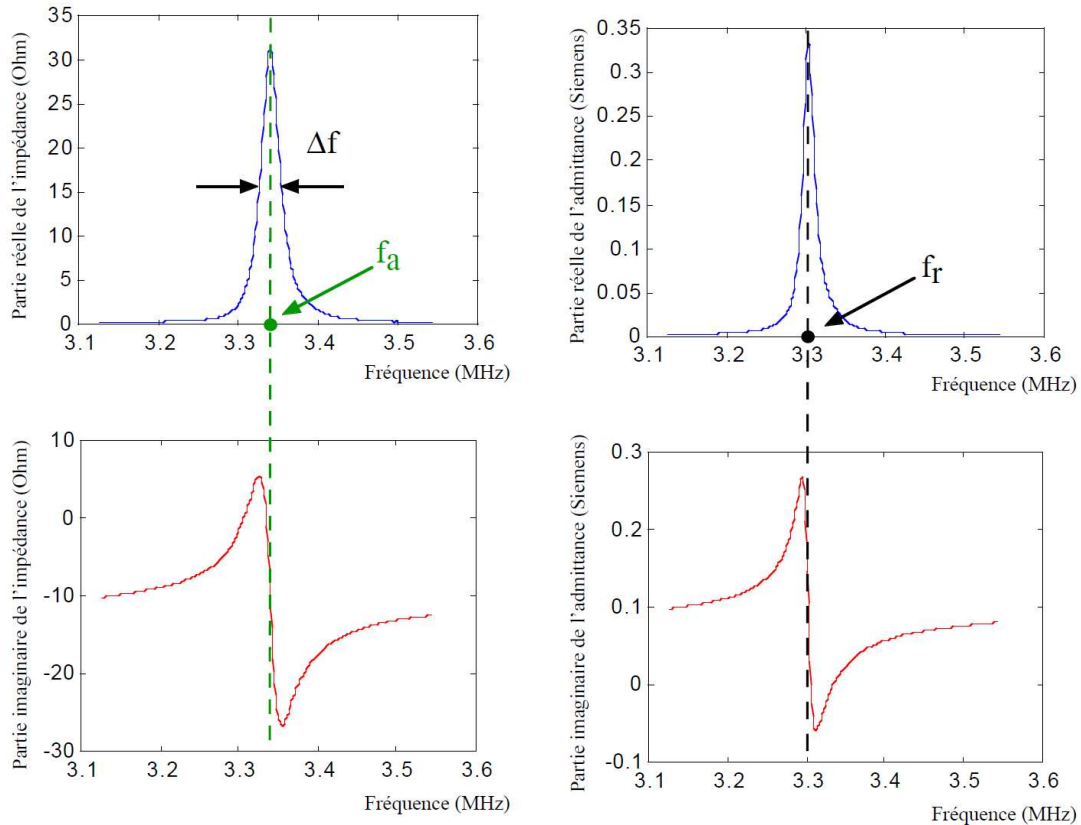 Partie réelle de l'impédance (Ohm)
35
30
25
20
15
10
5
0
Δf
fa
3.1 3.2 3.3 3.4 3.5 3.6
Fréquence (MHz)
Partie réelle de l'admittance (Siemens)
0.35
0.3
0.25
0.2
0.15
0.1
0.05
0
fr
3.1 3.2 3.3 3.4 3.5 3.6
Fréquence (MHz)
Partie imaginaire de l'impédance (Ohm)
10
0
-10
-20
-30
3.1 3.2 3.3 3.4 3.5 3.6
Fréquence (MHz)
Partie imaginaire de l'admittance (Siemens)
0.3
0.2
0.1
0
-0.1
3.1 3.2 3.3 3.4 3.5 3.6
Fréquence (MHz)